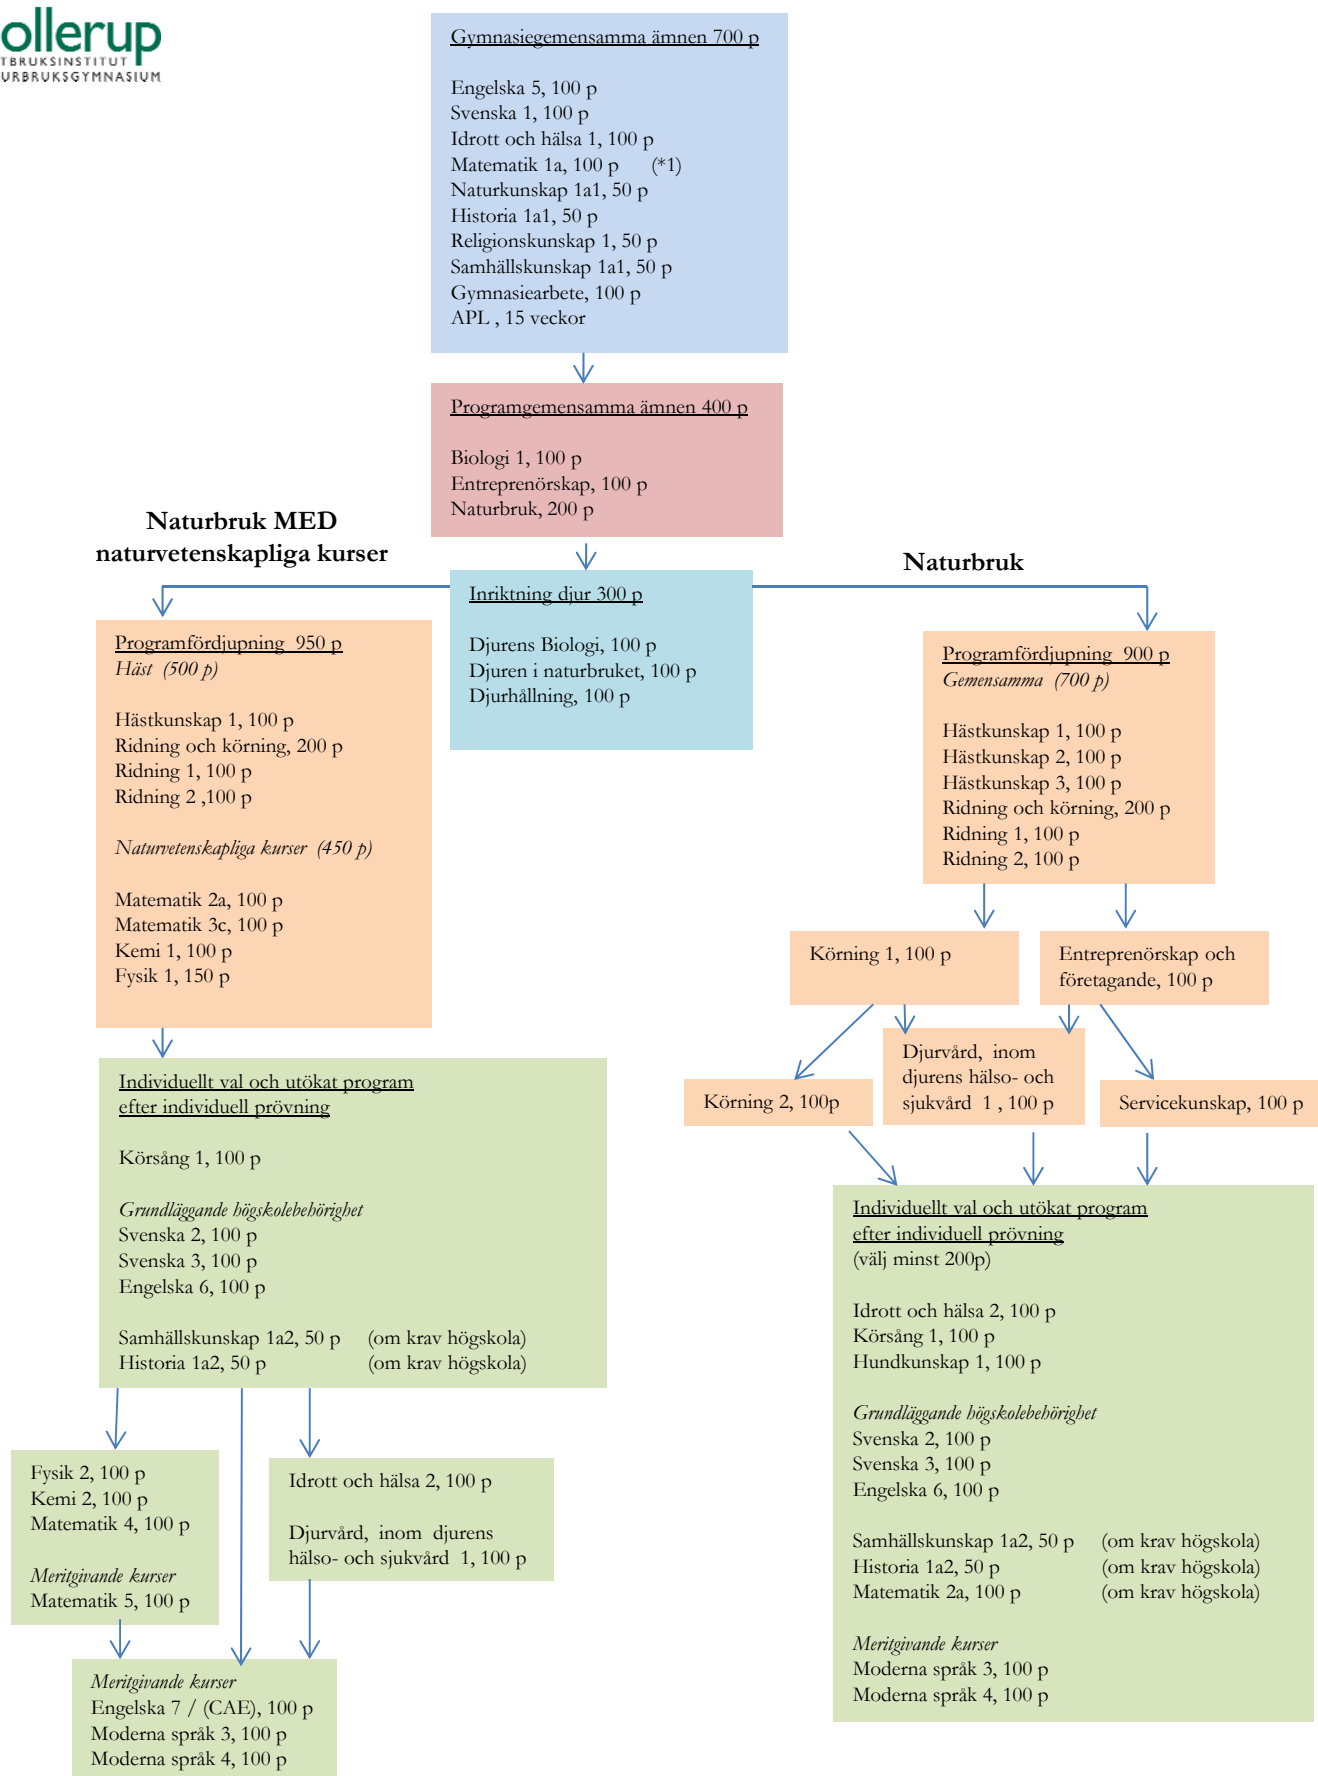 ollerup
TBRUKSINSTITUT
URBRUKSGYMNASIUM
Gymnasiegemensamma ämnen 700 p
Engelska 5, 100 p
Svenska 1, 100 p
Idrott och hälsa 1, 100 p
Matematik 1a, 100 p (*1)
Naturkunskap 1a1, 50 p
Historia 1a1, 50 p
Religionskunskap 1, 50 p
Samhällskunskap 1a1, 50 p
Gymnasiearbete, 100 p
APL , 15 veckor
Programgemensamma ämnen 400 p
Biologi 1, 100 p
Entreprenörskap, 100 p
Naturbruk, 200 p
Naturbruk MED
naturvetenskapliga kurser
Naturbruk
Inriktning djur 300 p
Djurens Biologi, 100 p
Djuren i naturbruket, 100 p
Djurhållning, 100 p
Programfördjupning 950 p
Häst (500 p)
Hästkunskap 1, 100 p
Ridning och körning, 200 p
Ridning 1, 100 p
Ridning 2 ,100 p
Naturvetenskapliga kurser (450 p)
Matematik 2a, 100 p
Matematik 3c, 100 p
Kemi 1, 100 p
Fysik 1, 150 p
Programfördjupning 900 p
Gemensamma (700 p)
Hästkunskap 1, 100 p
Hästkunskap 2, 100 p
Hästkunskap 3, 100 p
Ridning och körning, 200 p
Ridning 1, 100 p
Ridning 2, 100 p
Körning 1, 100 p
Entreprenörskap och
företagande, 100 p
Körning 2, 100p
Djurvård, inom
djurens hälso- och
sjukvård 1 , 100 p
Servicekunskap, 100 p
Individuellt val och utökat program
efter individuell prövning
Körsång 1, 100 p
Grundläggande högskolebehörighet
Svenska 2, 100 p
Svenska 3, 100 p
Engelska 6, 100 p
Samhällskunskap 1a2, 50 p (om krav högskola)
Historia 1a2, 50 p (om krav högskola)
Fysik 2, 100 p
Kemi 2, 100 p
Matematik 4, 100 p
Meritgivande kurser
Matematik 5, 100 p
Idrott och hälsa 2, 100 p
Djurvård, inom djurens
hälso- och sjukvård 1, 100 p
Meritgivande kurser
Engelska 7 / (CAE), 100 p
Moderna språk 3, 100 p
Moderna språk 4, 100 p
Individuellt val och utökat program
efter individuell prövning
(välj minst 200p)
Idrott och hälsa 2, 100 p
Körsång 1, 100 p
Hundkunskap 1, 100 p
Grundläggande högskolebehörighet
Svenska 2, 100 p
Svenska 3, 100 p
Engelska 6, 100 p
Samhällskunskap 1a2, 50 p (om krav högskola)
Historia 1a2, 50 p (om krav högskola)
Matematik 2a, 100 p (om krav högskola)
Meritgivande kurser
Moderna språk 3, 100 p
Moderna språk 4, 100 p